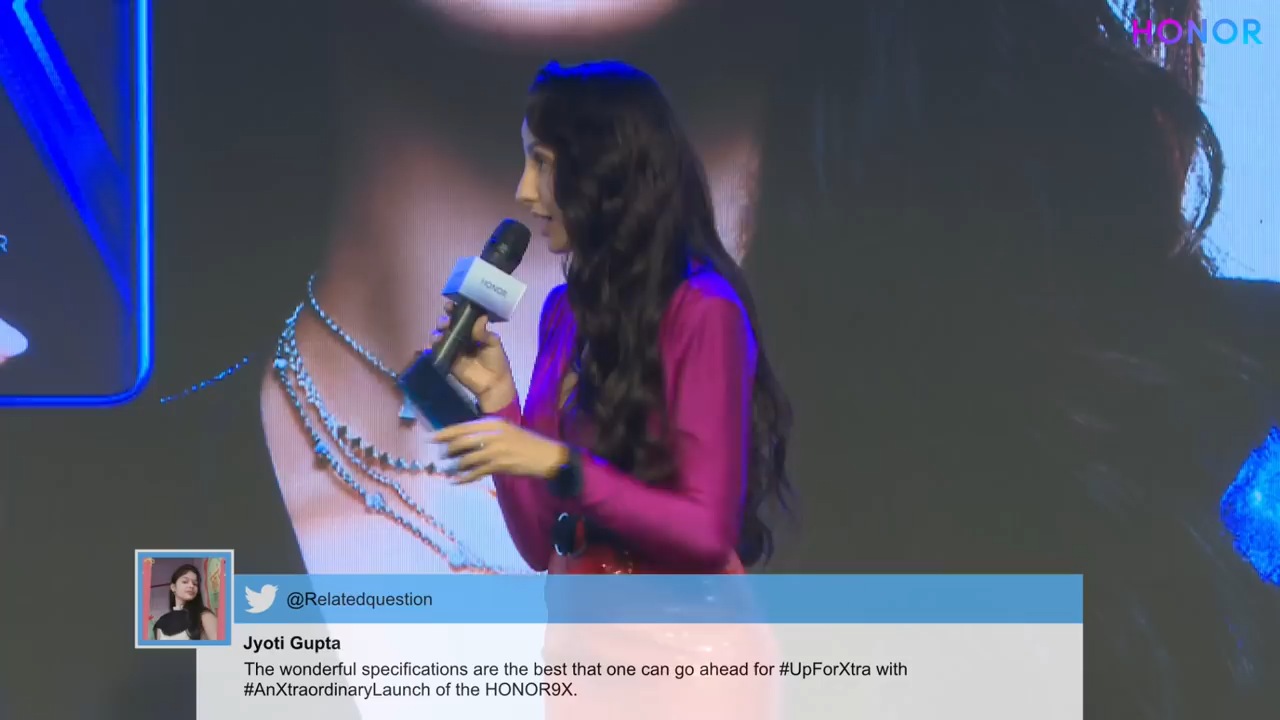 HONOR
R
HONOR
@Relatedquestion
Jyoti Gupta
The wonderful specifications are the best that one can go ahead for #UpForXtra with
#AnXtraordinaryLaunch of the HONOR9X.